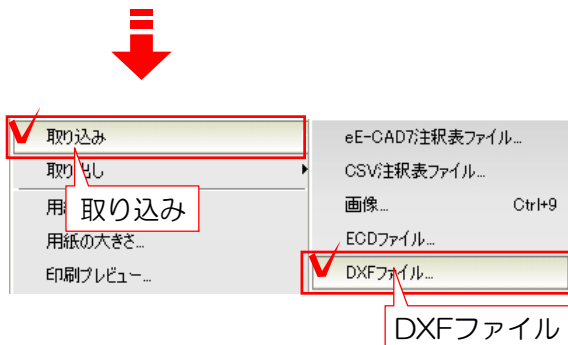 取り込み
取り出し
用
用紙の大きさ...
印刷プレビュー...
取り込み
eE-CAD7注釈表ファイル...
CSV注釈表ファイル...
画像... Ctrl+9
ECDファイル...
DXFファイル...
DXFファイル